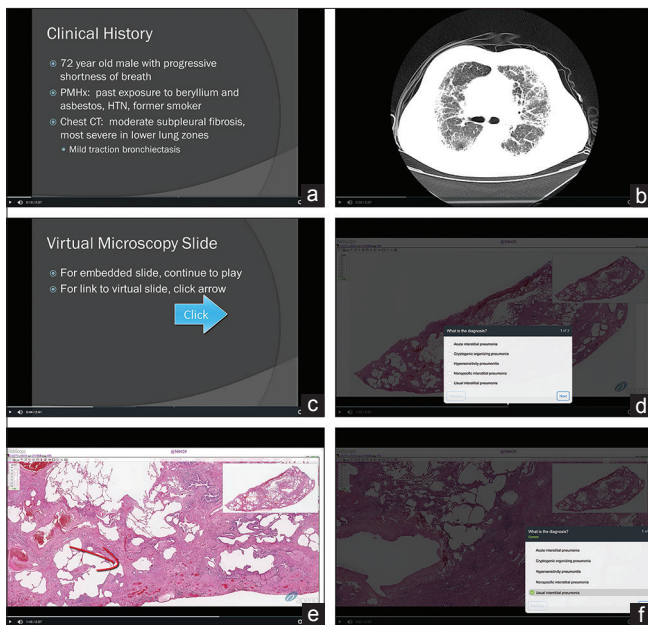 Clinical History
72 year old male with progressive
shortness of breath
PMHx: past exposure to beryllium and
asbestos, HTN, former smoker
Chest CT: moderate subpleural fibrosis,
most severe in lower lung zones
Mild traction bronchiectasis
a
b
Virtual Microscopy Slide
For embedded slide, continue to play
For link to virtual slide, click arrow
Click
c
What is the diagnosis?
Acute interstitial pneumonia
Cryptogenic organizing pneumonia
Hypersensitivity pneumonitis
Nonspecific interstitial pneumonia
Usual interstitial pneumonia
Next
d
e
What is the diagnosis?
Correct
Acute interstitial pneumonia
Cryptogenic organizing pneumonia
Hypersensitivity pneumonitis
Nonspecific interstitial pneumonia
Usual interstitial pneumonia
f